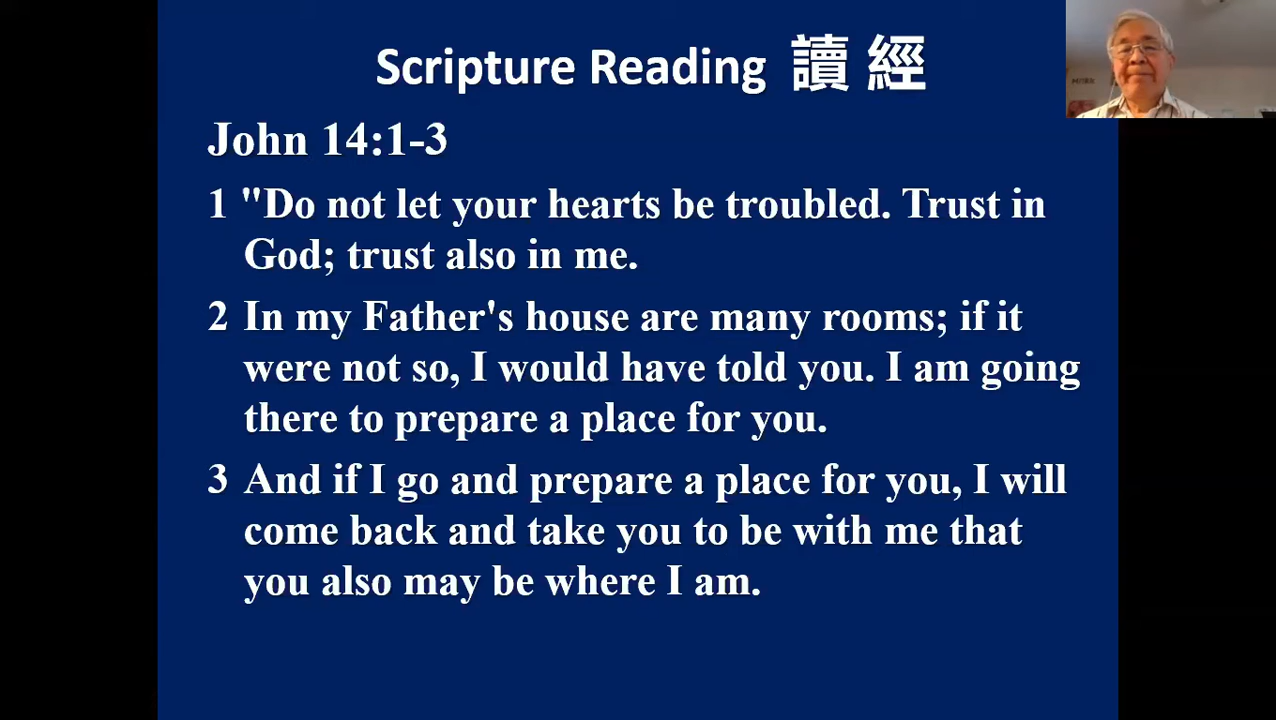 Scripture Reading 讀 經
John 14:1-3
1 "Do not let your hearts be troubled. Trust in
God; trust also in me.
2 In my Father's house are many rooms; if it
were not so, I would have told you. I am going
there to prepare a place for you.
3 And if I go and prepare a place for you, I will
come back and take you to be with me that
you also may be where I am.